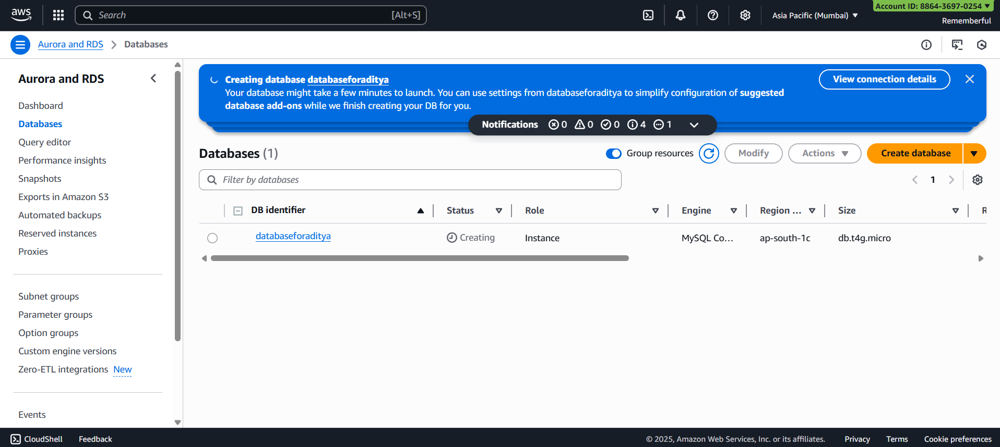 aws
Search [Alt+S]
Asia Pacific (Mumbai)
Account ID: 8864-3697-0254
Rememberful
Aurora and RDS > Databases
Aurora and RDS
Dashboard
Databases
Query editor
Performance insights
Snapshots
Exports in Amazon S3
Automated backups
Reserved instances
Proxies
Subnet groups
Parameter groups
Option groups
Custom engine versions
Zero-ETL integrations New
Events
Creating database databaseforaditya
Your database might take a few minutes to launch. You can use settings from databaseforaditya to simplify configuration of suggested
database add-ons while we finish creating your DB for you.
View connection details
Notifications 0 0 0 4 1
Databases (1)
Group resources
Modify
Actions
Create database
Filter by databases
1
DB identifier Status Role Engine Region ... Size R
databaseforaditya Creating Instance MySQL Co... ap-south-1c db.t4g.micro
CloudShell Feedback
© 2025, Amazon Web Services, Inc. or its affiliates. Privacy Terms Cookie preferences